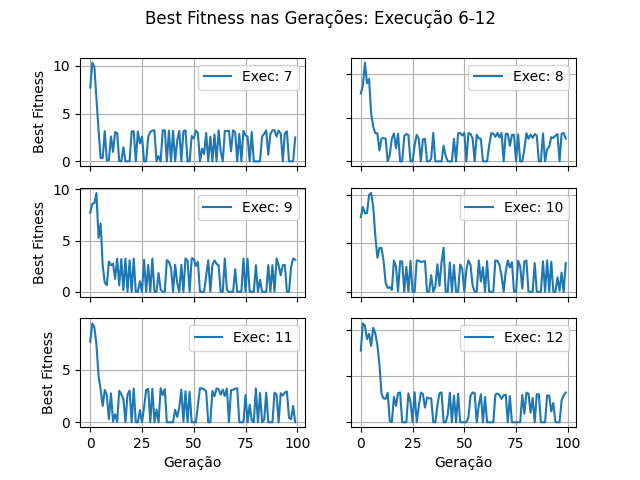 Best Fitness nas Gerações: Execução 6-12
10
5
0
Best Fitness
Exec: 7
Exec: 8
10
5
0
Best Fitness
Exec: 9
Exec: 10
5
0
Best Fitness
Exec: 11
Exec: 12
0 25 50 75 100
0 25 50 75 100
Geração
Geração